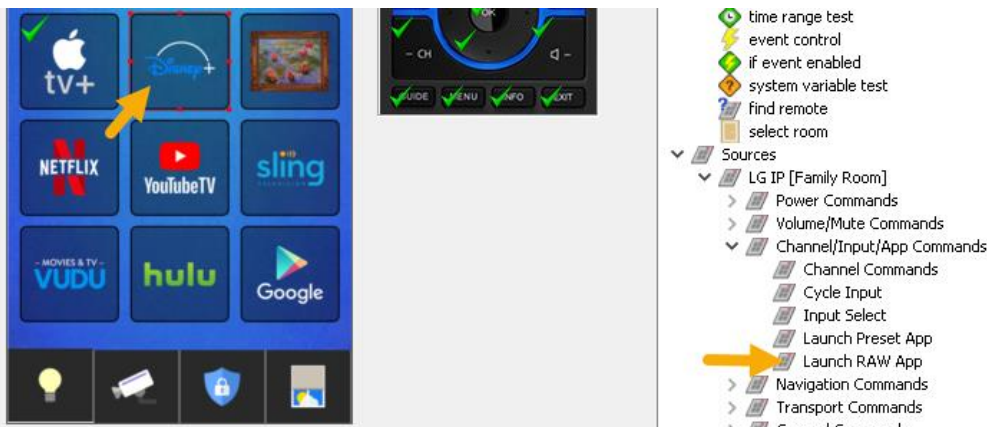 tv+
Disney+
NETFLIX
YouTubeTV
sling
TELEVISION
- MOVIES & TV -
VUDU
hulu
Google
OK
- CH
-
GUIDE
MENU
INFO
EXIT
time range test
event control
if event enabled
system variable test
find remote
select room
Sources
LG IP [Family Room]
Power Commands
Volume/Mute Commands
Channel/Input/App Commands
Channel Commands
Cycle Input
Input Select
Launch Preset App
Launch RAW App
Navigation Commands
Transport Commands